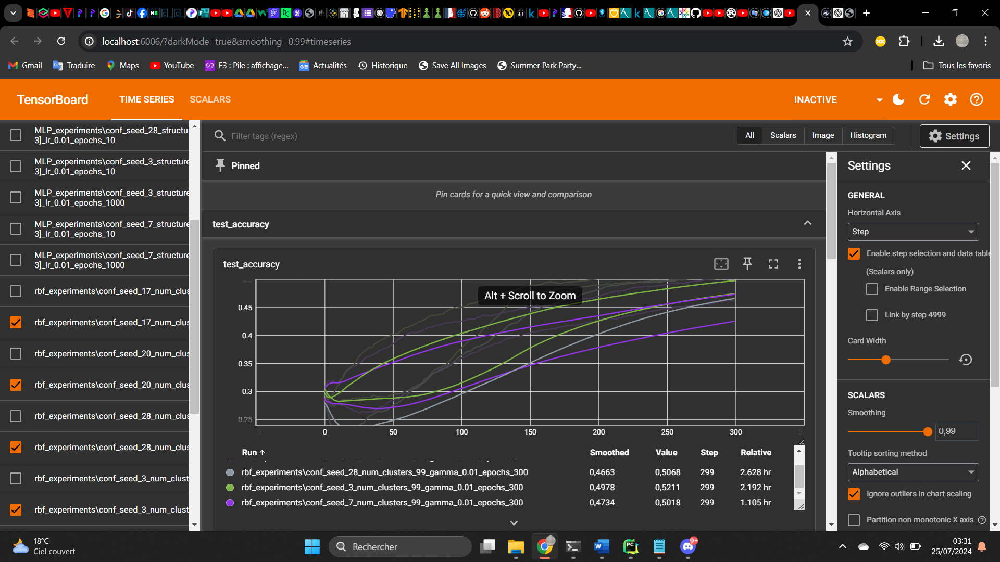 localhost:6006/?darkMode=true&smoothing=0.99#timeseries
Gmail
Traduire
Maps
YouTube
E3 : Pile : affichage...
Actualités
Historique
Save All Images
Summer Park Party...
Tous les favoris
TensorBoard
TIME SERIES
SCALARS
INACTIVE
MLP_experiments\conf_seed_28_structu
3]_lr_0.01_epochs_10
MLP_experiments\conf_seed_3_structure
3]_lr_0.01_epochs_10
MLP_experiments\conf_seed_3_structure
3]_lr_0.01_epochs_1000
MLP_experiments\conf_seed_7_structure
3]_lr_0.01_epochs_10
MLP_experiments\conf_seed_7_structure
3]_lr_0.01_epochs_1000
rbf_experiments\conf_seed_17_num_clus
rbf_experiments\conf_seed_17_num_clus
rbf_experiments\conf_seed_20_num_clus
rbf_experiments\conf_seed_20_num_clus
rbf_experiments\conf_seed_28_num_clus
rbf_experiments\conf_seed_28_num_clus
rbf_experiments\conf_seed_3_num_clust
rbf_experiments\conf_seed_3_num_clust
Filter tags (regex)
All
Scalars
Image
Histogram
Settings
Pinned
Pin cards for a quick view and comparison
test_accuracy
test_accuracy
Alt + Scroll to Zoom
0.45
0.4
0.35
0.3
0.25
0
50
100
150
200
250
300
Run
Smoothed
Value
Step
Relative
rbf_experiments\conf_seed_28_num_clusters_99_gamma_0.01_epochs_300 0,4663 0,5068 299 2.628 hr
rbf_experiments\conf_seed_3_num_clusters_99_gamma_0.01_epochs_300 0,4978 0,5211 299 2.192 hr
rbf_experiments\conf_seed_7_num_clusters_99_gamma_0.01_epochs_300 0,4734 0,5018 299 1.105 hr
Settings
GENERAL
Horizontal Axis
Step
Enable step selection and data table
(Scalars only)
Enable Range Selection
Link by step 4999
Card Width
SCALARS
Smoothing
0,99
Tooltip sorting method
Alphabetical
Ignore outliers in chart scaling
Partition non-monotonic X axis
18°C
Ciel couvert
Rechercher
9+
03:31
25/07/2024